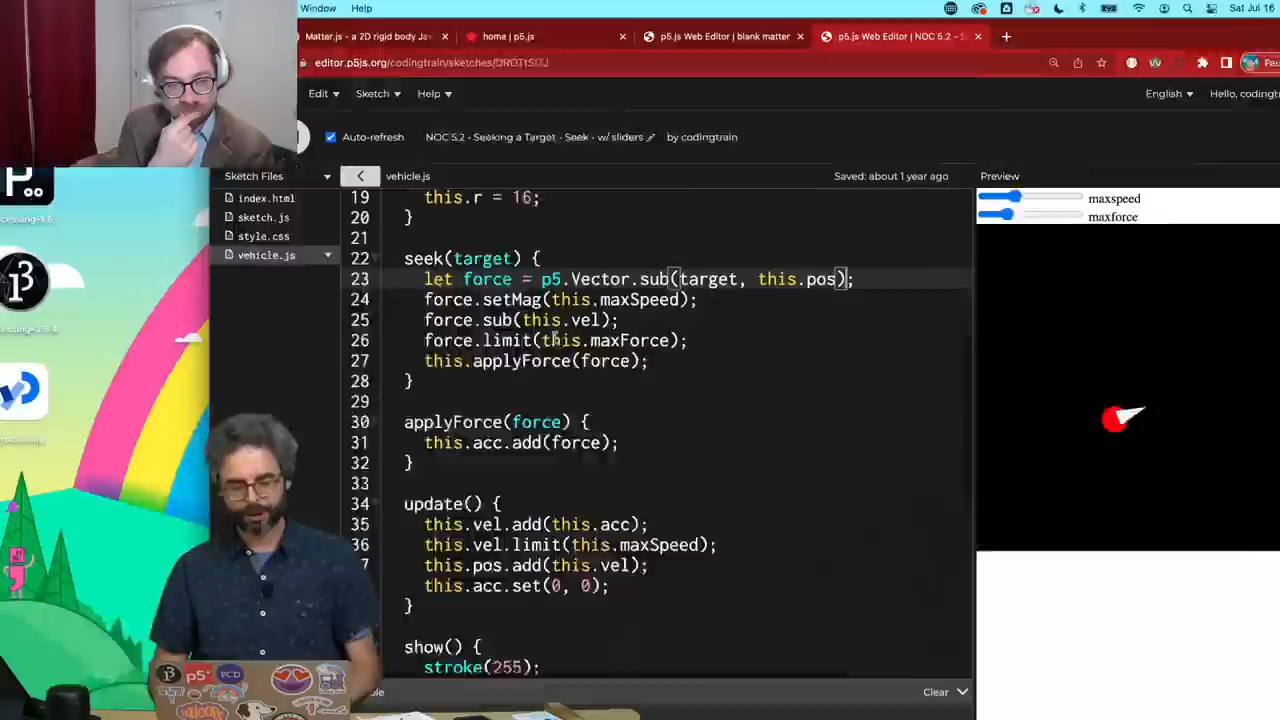 Window
Sat Jul 16
Matter.js - a 2D rigid body Jav
home | p5.js
p5.js Web Editor | blank matter
p5.js Web Editor | NOC 5.2 - S
editor.p5js.org/codingtrain/sketches/
Edit
Sketch
Help
English
Hello, codingtr
Auto-refresh
NOC 5.2 - Seeking a Target - Seek - w/ sliders
by codingtrain
Sketch Files
vehicle.js
Saved: about 1 year ago
Preview
index.html
sketch.js
style.css
vehicle.js
maxspeed
maxforce
19 this.r = 16;
20 }
21
22 seek(target) {
23 let force = p5.Vector.sub(target, this.pos);
24 force.setMag(this.maxSpeed);
25 force.sub(this.vel);
26 force.limit(this.maxForce);
27 this.applyForce(force);
28 }
29
30 applyForce(force) {
31 this.acc.add(force);
32 }
33
34 update() {
35 this.vel.add(this.acc);
36 this.vel.limit(this.maxSpeed);
7 this.pos.add(this.vel);
38 this.acc.set(0, 0);
}
show() {
stroke(255);
Clear
p5*
PCD
WHOOPS